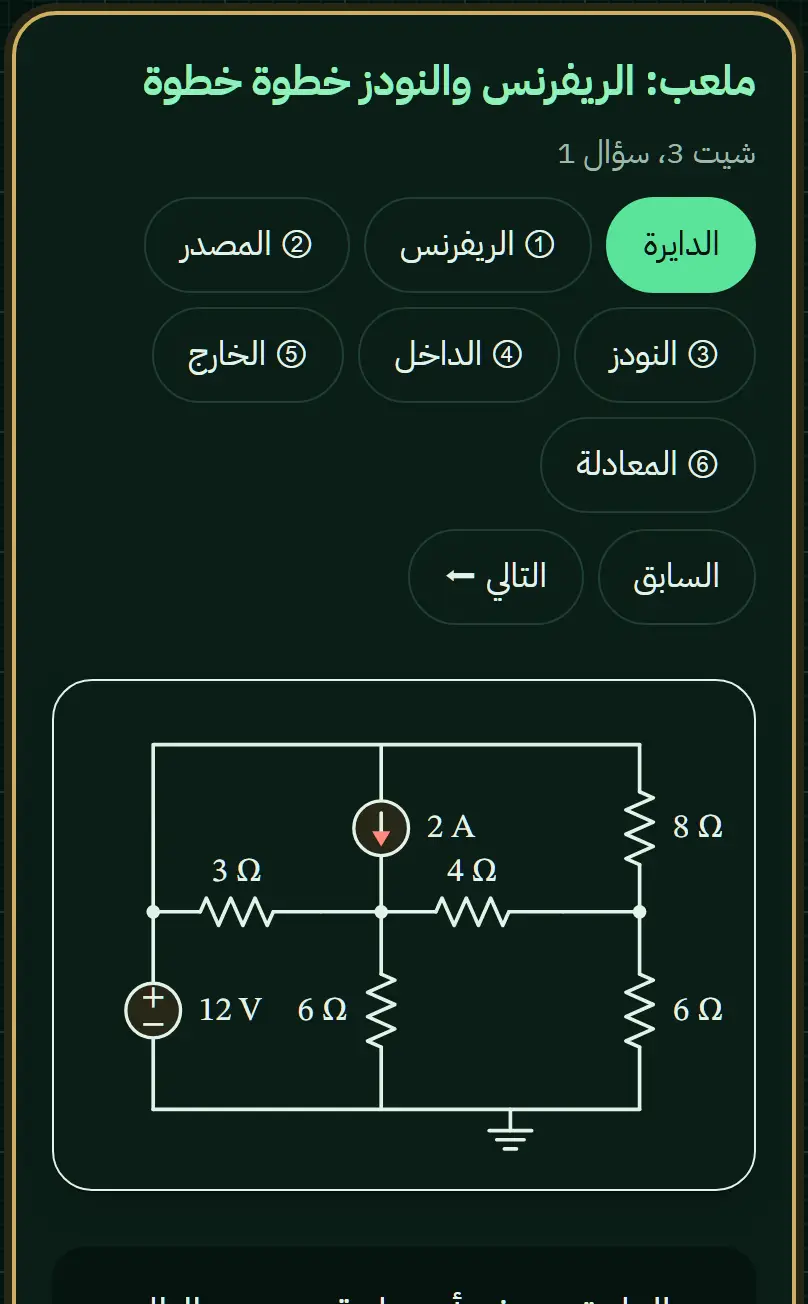 ملعب: الريفرنس والنودز خطوة خطوة
شيت 3، سؤال 1
الدايرة ① الريفرنس ② المصدر
③ النودز ④ الداخل ⑤ الخارج
⑥ المعادلة
السابق التالي ←
2 A 8 Ω
3 Ω 4 Ω
12 V 6 Ω 6 Ω